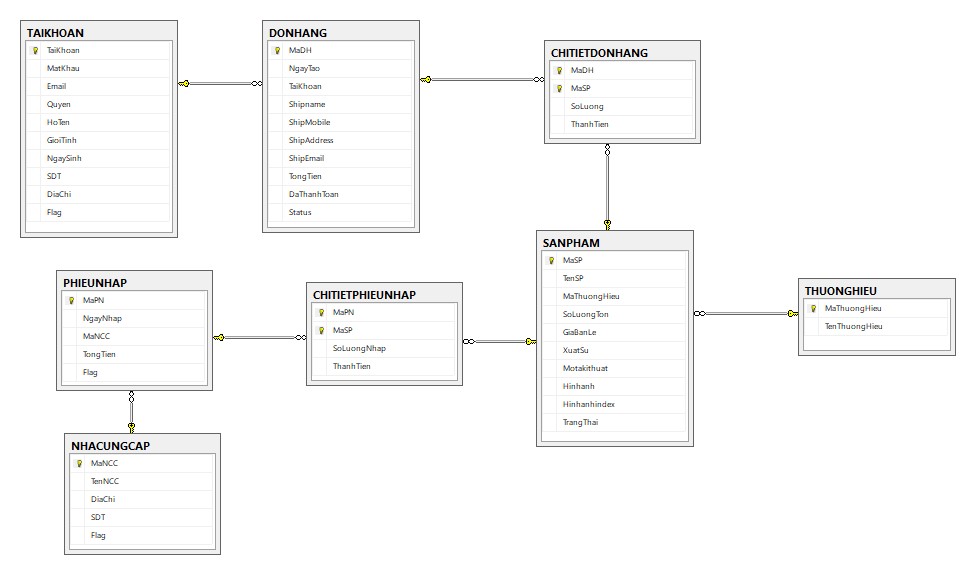 TAIKHOAN
TaiKhoan
MatKhau
Email
Quyen
HoTen
GioiTinh
NgaySinh
SDT
DiaChi
Flag
DONHANG
MaDH
NgayTao
TaiKhoan
Shipname
ShipMobile
ShipAddress
ShipEmail
TongTien
DaThanhToan
Status
CHITIETDONHANG
MaDH
MaSP
SoLuong
ThanhTien
PHIEUNHAP
MaPN
NgayNhap
MaNCC
TongTien
Flag
CHITIETPHIEUNHAP
MaPN
MaSP
SoLuongNhap
ThanhTien
SANPHAM
MaSP
TenSP
MaThuongHieu
SoLuongTon
GiaBanLe
XuatSu
Motakithuat
Hinhanh
Hinhanhindex
TrangThai
THUONGHIEU
MaThuongHieu
TenThuongHieu
NHACUNGCAP
MaNCC
TenNCC
DiaChi
SDT
Flag